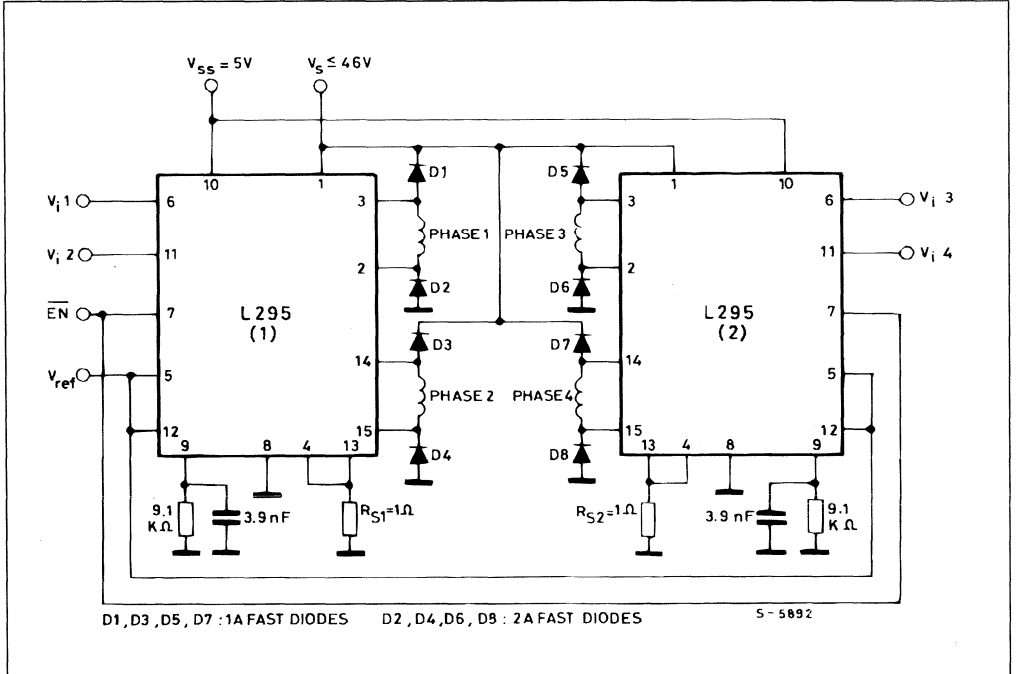 V_SS = 5V
V_S ≤ 46V
10
1
V_i 1
6
V_i 2
11
E̅N̅
7
V_ref
5
12
L295
(1)
3
2
14
15
9
8
4
13
9.1
KΩ
3.9 nF
R_S1=1Ω
D1
PHASE 1
D2
D3
PHASE 2
D4
D5
PHASE 3
D6
D7
PHASE 4
D8
1
10
3
2
14
15
L295
(2)
6
V_i 3
11
V_i 4
7
5
12
13
4
8
9
R_S2=1Ω
3.9 nF
9.1
KΩ
D1, D3, D5, D7 : 1A FAST DIODES D2, D4, D6, D8 : 2A FAST DIODES
S-5892